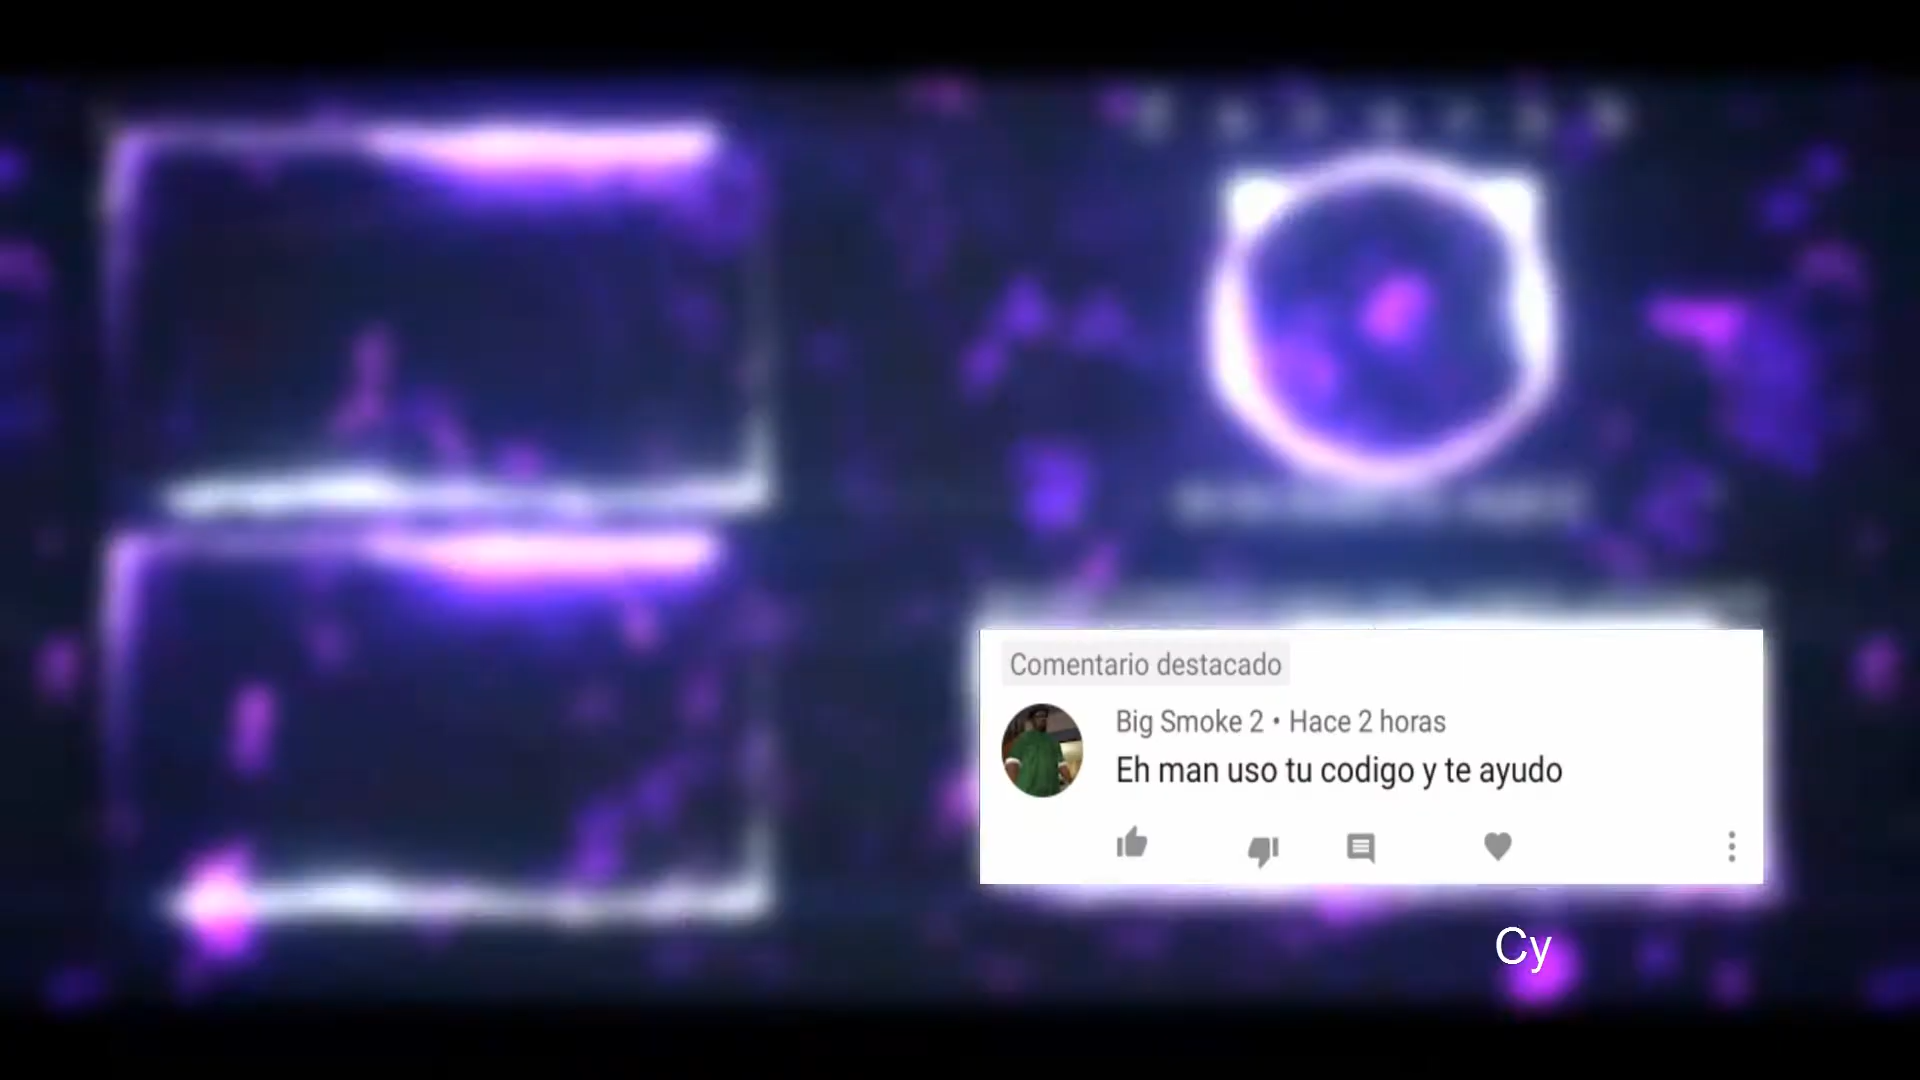 Comentario destacado
Big Smoke 2 • Hace 2 horas
Eh man uso tu codigo y te ayudo
Cy